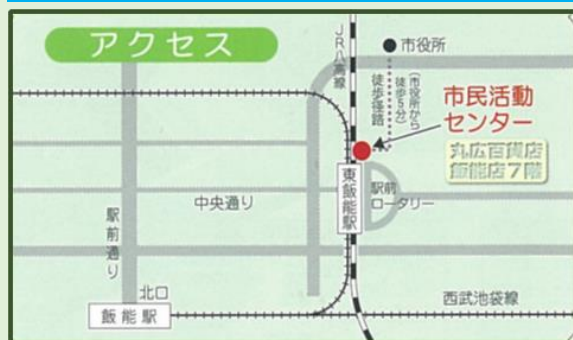 アクセス
JR八高線
市役所
(市役所から
徒歩5分)
徒歩径路
市民活動
センター
丸広百貨店
飯能店7階
東飯能駅
駅前
ロータリー
中央通り
駅前通り
北口
飯能駅
西武池袋線